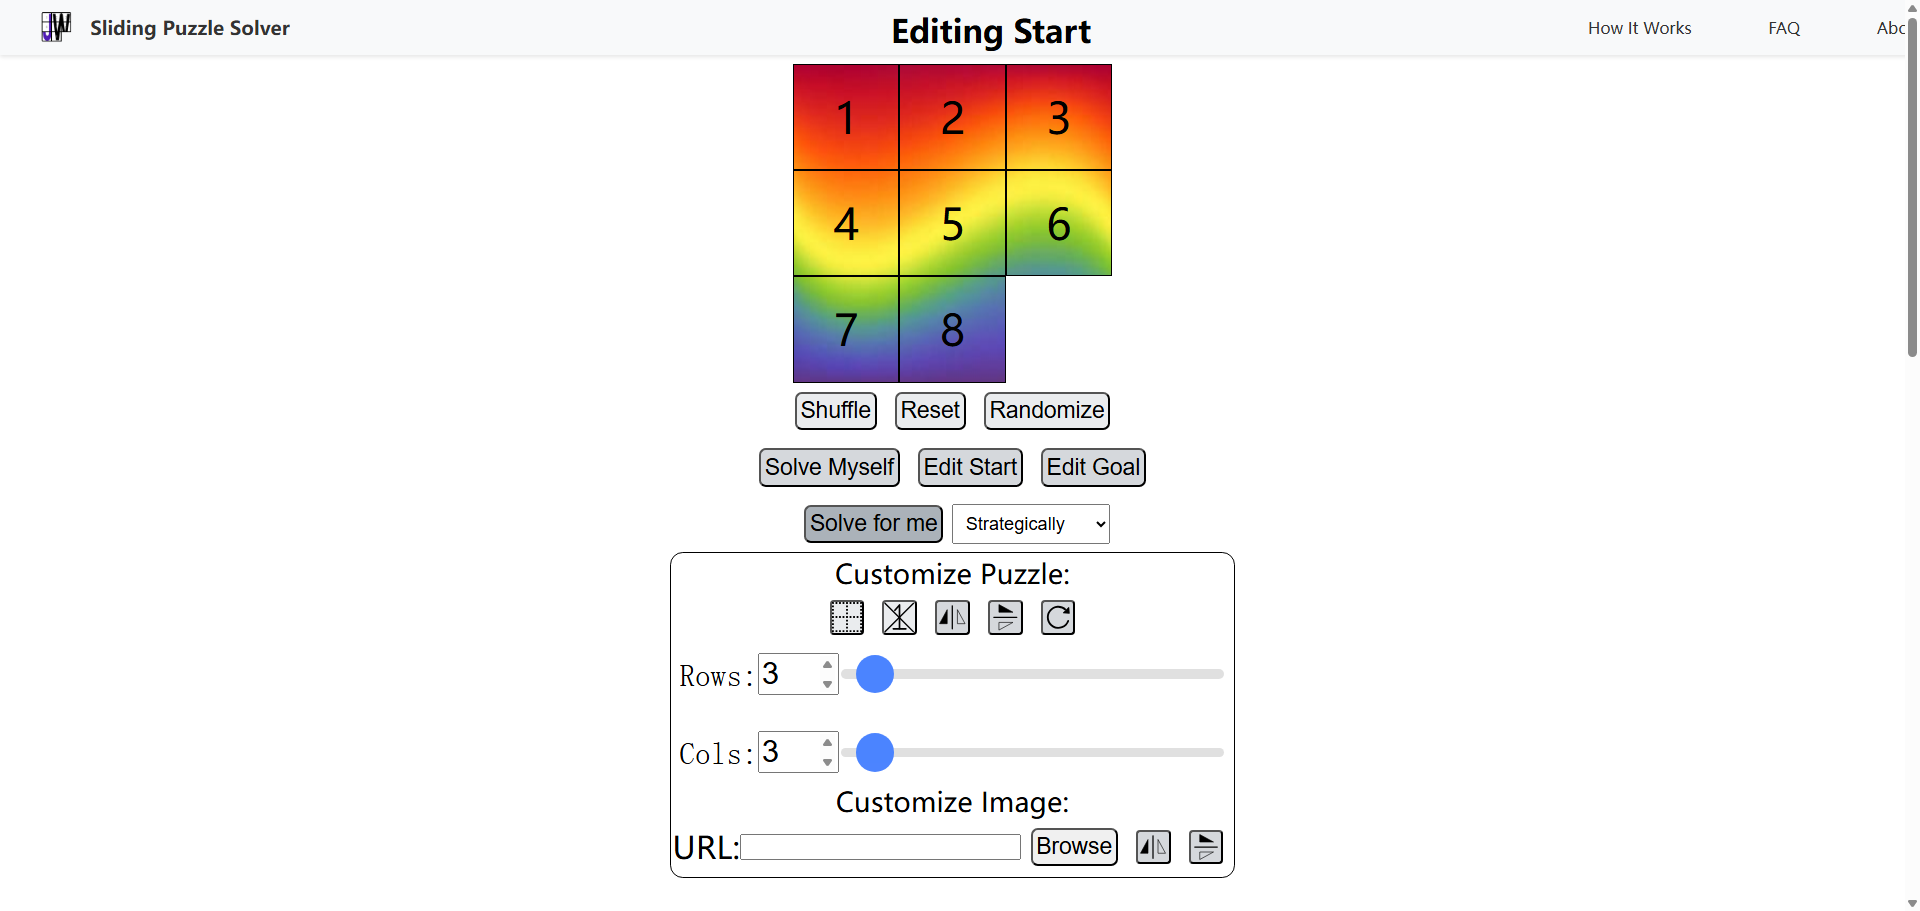 Sliding Puzzle Solver
Editing Start
How It Works
FAQ
1 2 3
4 5 6
7 8
Shuffle Reset Randomize
Solve Myself Edit Start Edit Goal
Solve for me Strategically
Customize Puzzle:
Rows: 3
Cols: 3
Customize Image:
URL: Browse